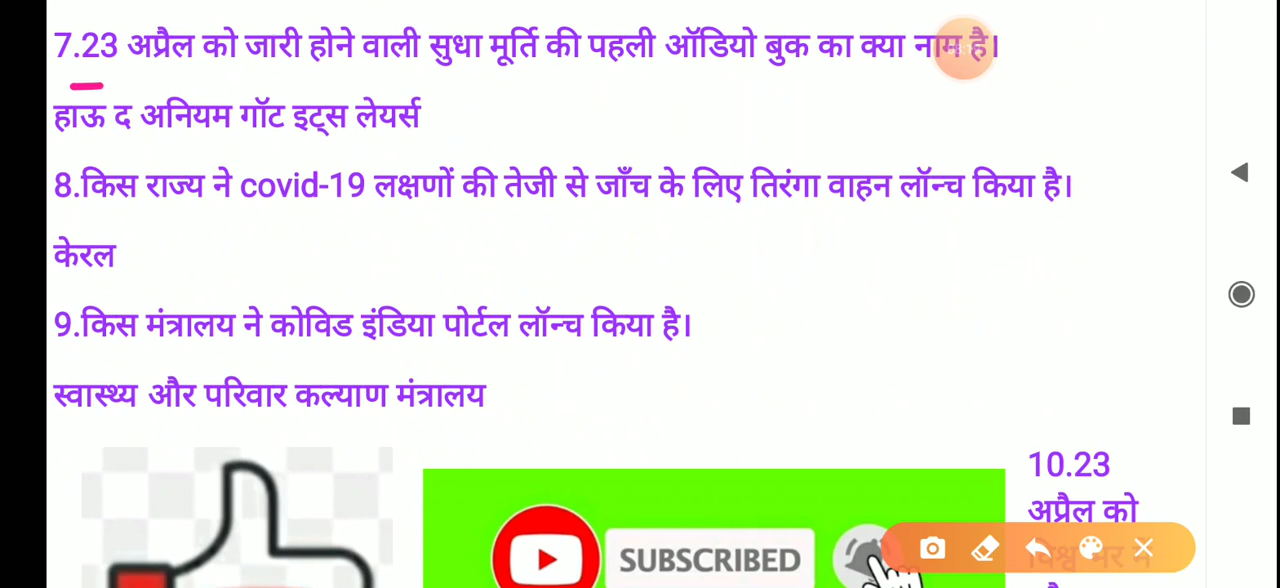 7.23 अप्रैल को जारी होने वाली सुधा मूर्ति की पहली ऑडियो बुक का क्या नाम है।
हाऊ द अनियम गॉट इट्स लेयर्स
8.किस राज्य ने covid-19 लक्षणों की तेजी से जाँच के लिए तिरंगा वाहन लॉन्च किया है।
केरल
9.किस मंत्रालय ने कोविड इंडिया पोर्टल लॉन्च किया है।
स्वास्थ्य और परिवार कल्याण मंत्रालय
10.23
अप्रैल को
SUBSCRIBED